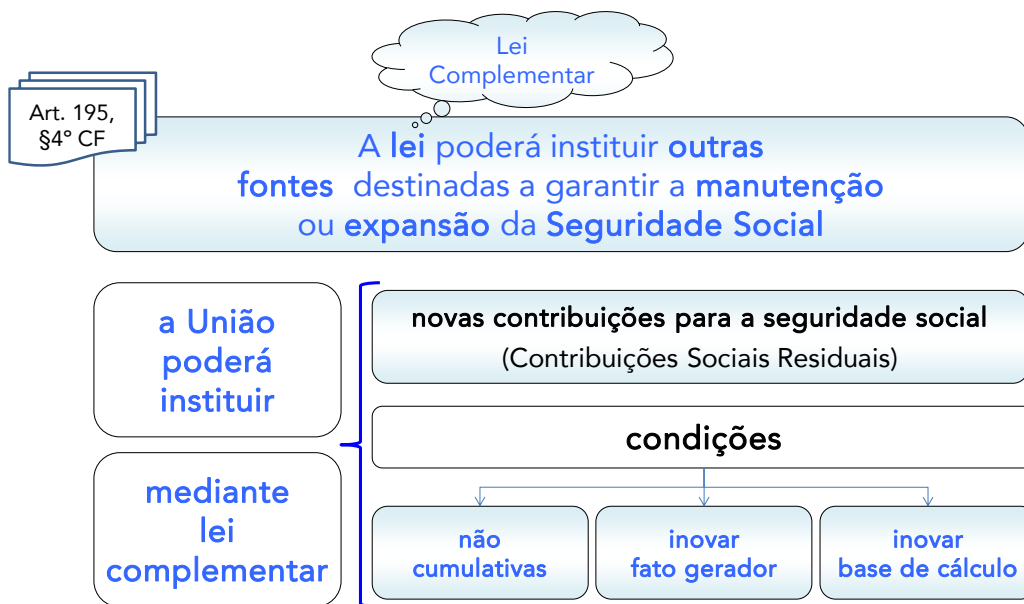 Lei
Complementar
Art. 195,
§4º CF
A lei poderá instituir outras
fontes destinadas a garantir a manutenção
ou expansão da Seguridade Social
a União
poderá
instituir
mediante
lei
complementar
novas contribuições para a seguridade social
(Contribuições Sociais Residuais)
condições
não
cumulativas
inovar
fato gerador
inovar
base de cálculo